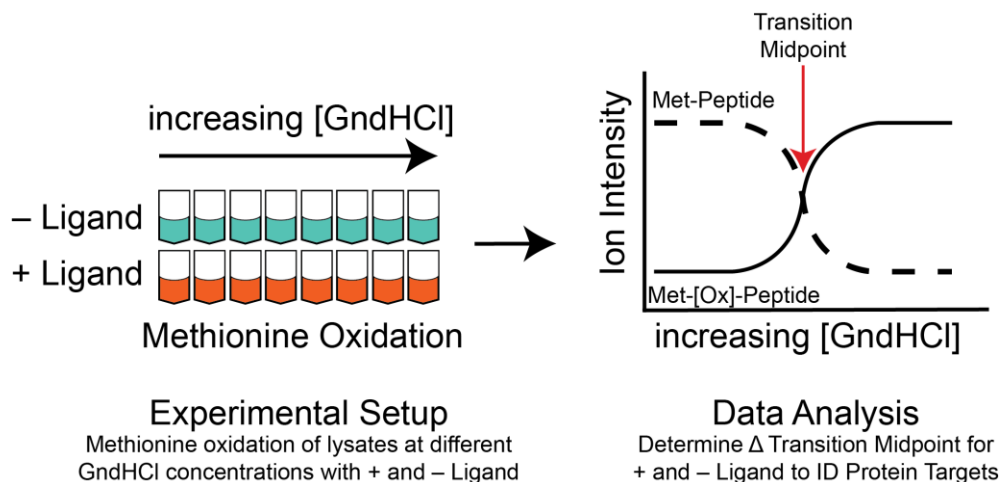 increasing [GndHCl]
– Ligand
+ Ligand
Methionine Oxidation
Experimental Setup
Methionine oxidation of lysates at different
GndHCl concentrations with + and – Ligand
Transition
Midpoint
Met-Peptide
Ion Intensity
Met-[Ox]-Peptide
increasing [GndHCl]
Data Analysis
Determine Δ Transition Midpoint for
+ and – Ligand to ID Protein Targets